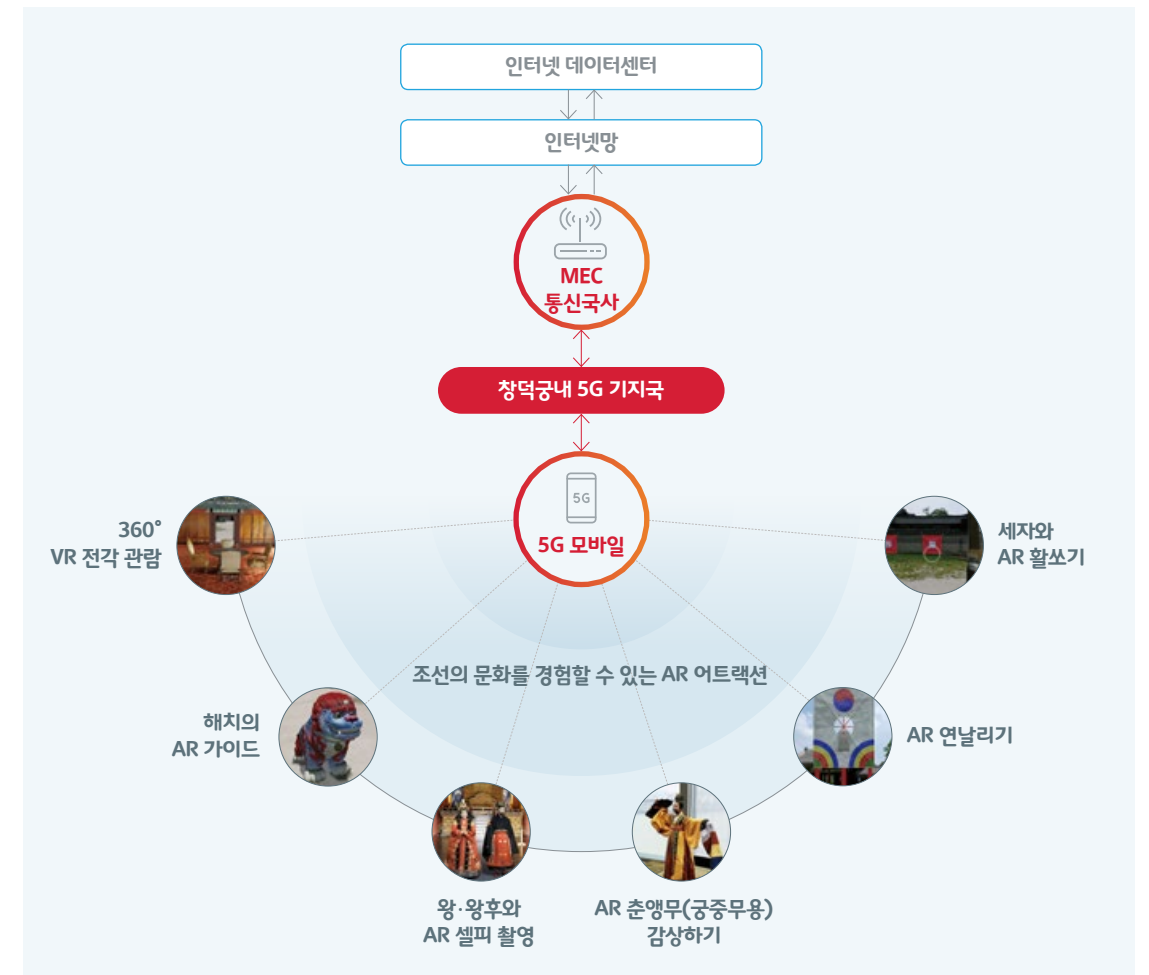 인터넷 데이터센터
인터넷망
MEC
통신국사
창덕궁내 5G 기지국
5G
5G 모바일
360°
VR 전각 관람
세자와
AR 활쏘기
조선의 문화를 경험할 수 있는 AR 어트랙션
해치의
AR 가이드
AR 연날리기
왕·왕후와
AR 셀피 촬영
AR 춘앵무(궁중무용)
감상하기